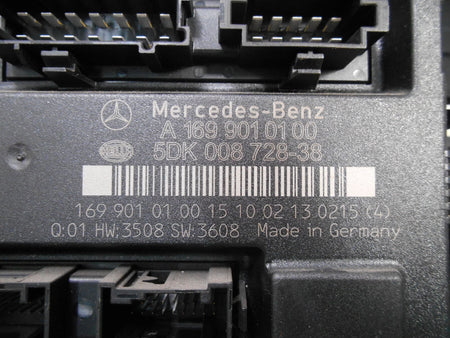 Mercedes-Benz
A 169 901 01 00
HELLA 5DK 008 728-38
169 901 01 00 15 10 02 13 0215 (4)
Q:01 HW:3508 SW:3608 Made in Germany